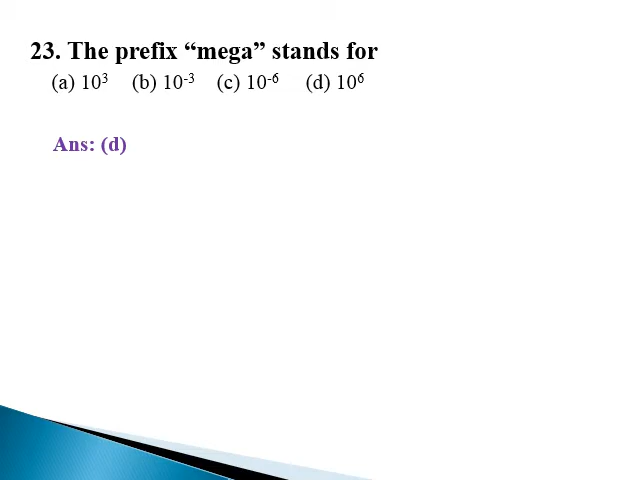 23. The prefix “mega” stands for
(a) 10³ (b) 10⁻³ (c) 10⁻⁶ (d) 10⁶
Ans: (d)